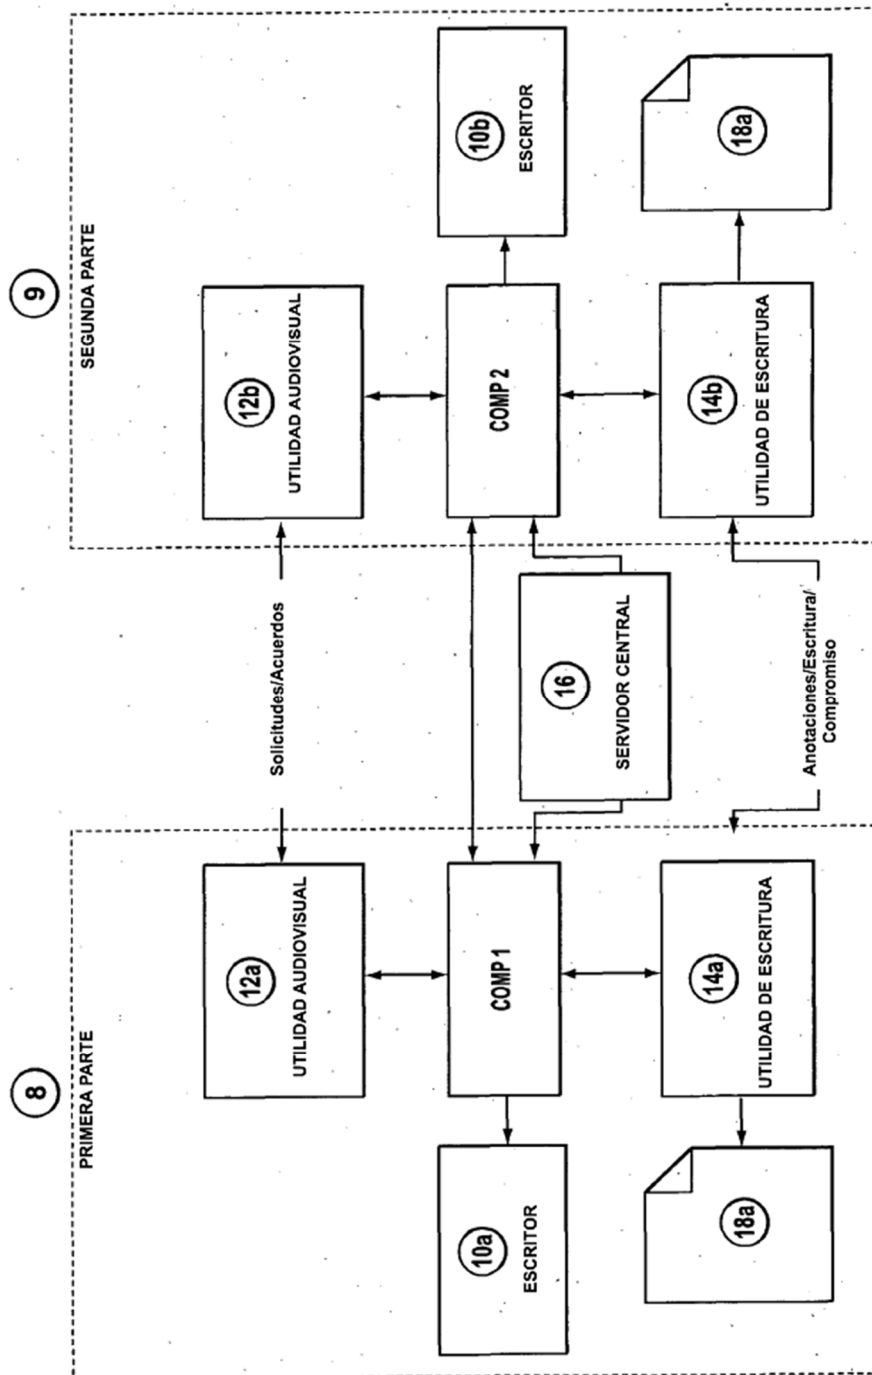 8
PRIMERA PARTE
12a
UTILIDAD AUDIOVISUAL
10a
ESCRITOR
COMP 1
18a
14a
UTILIDAD DE ESCRITURA
Solicitudes/Acuerdos
16
SERVIDOR CENTRAL
Anotaciones/Escritura/
Compromiso
9
SEGUNDA PARTE
12b
UTILIDAD AUDIOVISUAL
COMP 2
10b
ESCRITOR
14b
UTILIDAD DE ESCRITURA
18a